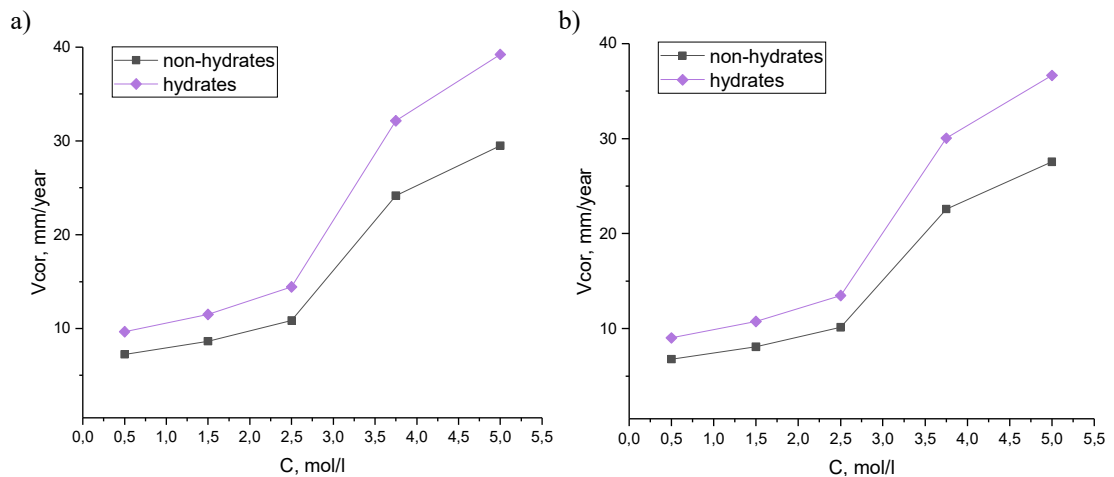 a)
non-hydrates
hydrates
Vcor, mm/year
40
30
20
10
0,0 0,5 1,0 1,5 2,0 2,5 3,0 3,5 4,0 4,5 5,0 5,5
C, mol/l
b)
non-hydrates
hydrates
Vcor, mm/year
40
30
20
10
0,0 0,5 1,0 1,5 2,0 2,5 3,0 3,5 4,0 4,5 5,0 5,5
C, mol/l